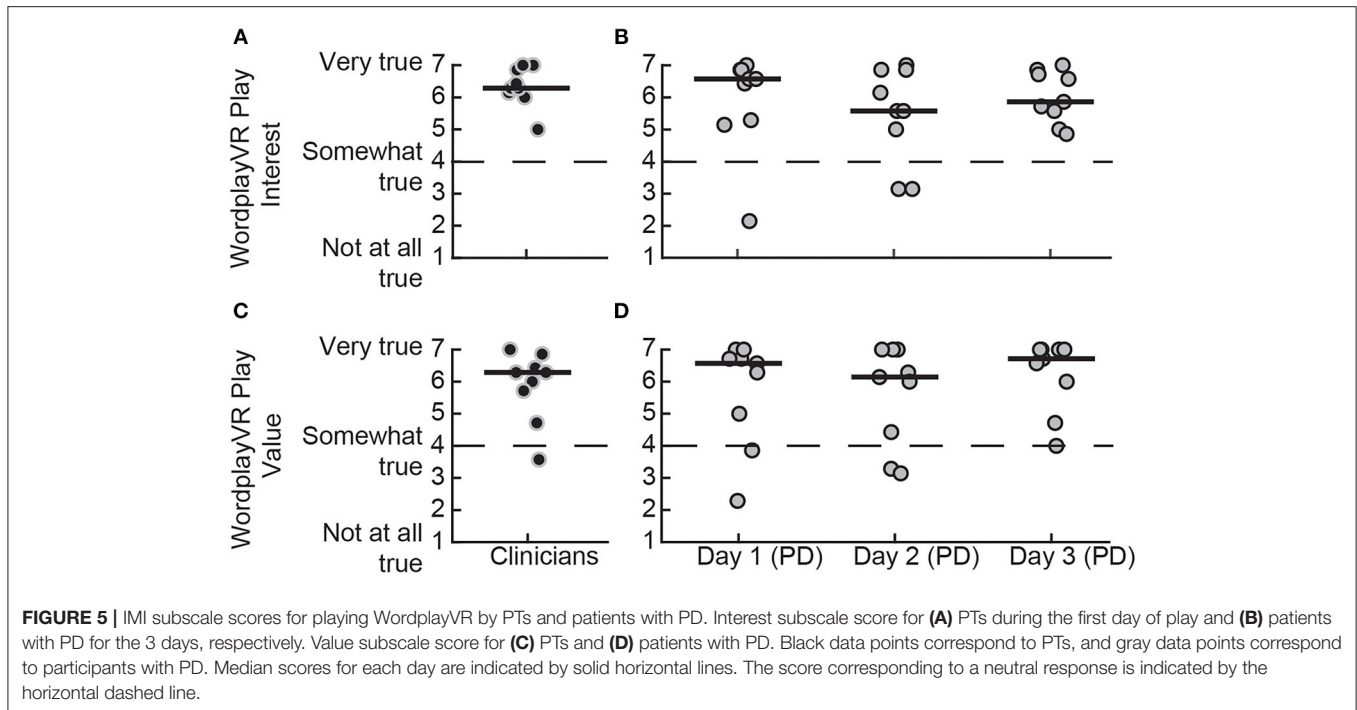 A
WordplayVR Play
Interest
Very true
Somewhat
true
Not at all
true
7
6
5
4
3
2
1
B
7
6
5
4
3
2
1
C
WordplayVR Play
Value
Very true
Somewhat
true
Not at all
true
7
6
5
4
3
2
1
Clinicians
D
7
6
5
4
3
2
1
Day 1 (PD) Day 2 (PD) Day 3 (PD)
FIGURE 5 | IMI subscale scores for playing WordplayVR by PTs and patients with PD. Interest subscale score for (A) PTs during the first day of play and (B) patients
with PD for the 3 days, respectively. Value subscale score for (C) PTs and (D) patients with PD. Black data points correspond to PTs, and gray data points correspond
to participants with PD. Median scores for each day are indicated by solid horizontal lines. The score corresponding to a neutral response is indicated by the
horizontal dashed line.